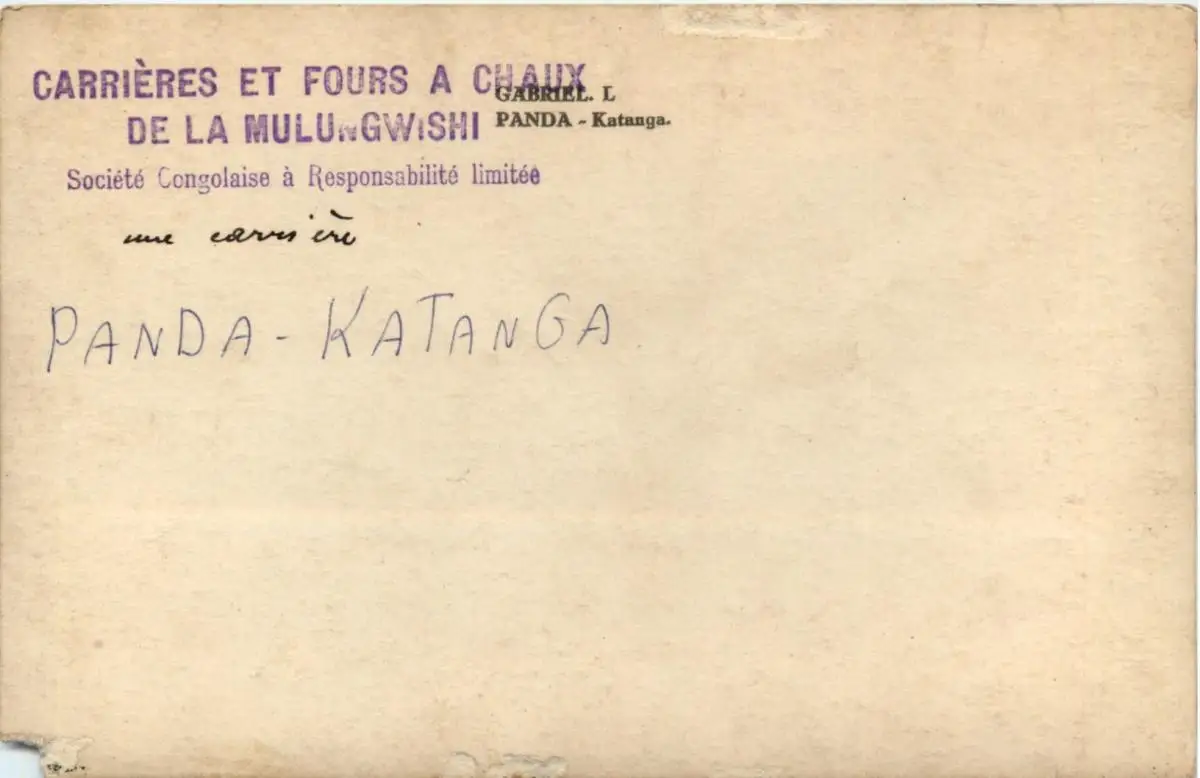 CARRIÈRES ET FOURS A CHAUX
GABRIEL. L
DE LA MULUNGWISHI
PANDA - Katanga.
Société Congolaise à Responsabilité limitée
une carrière
PANDA - KATANGA